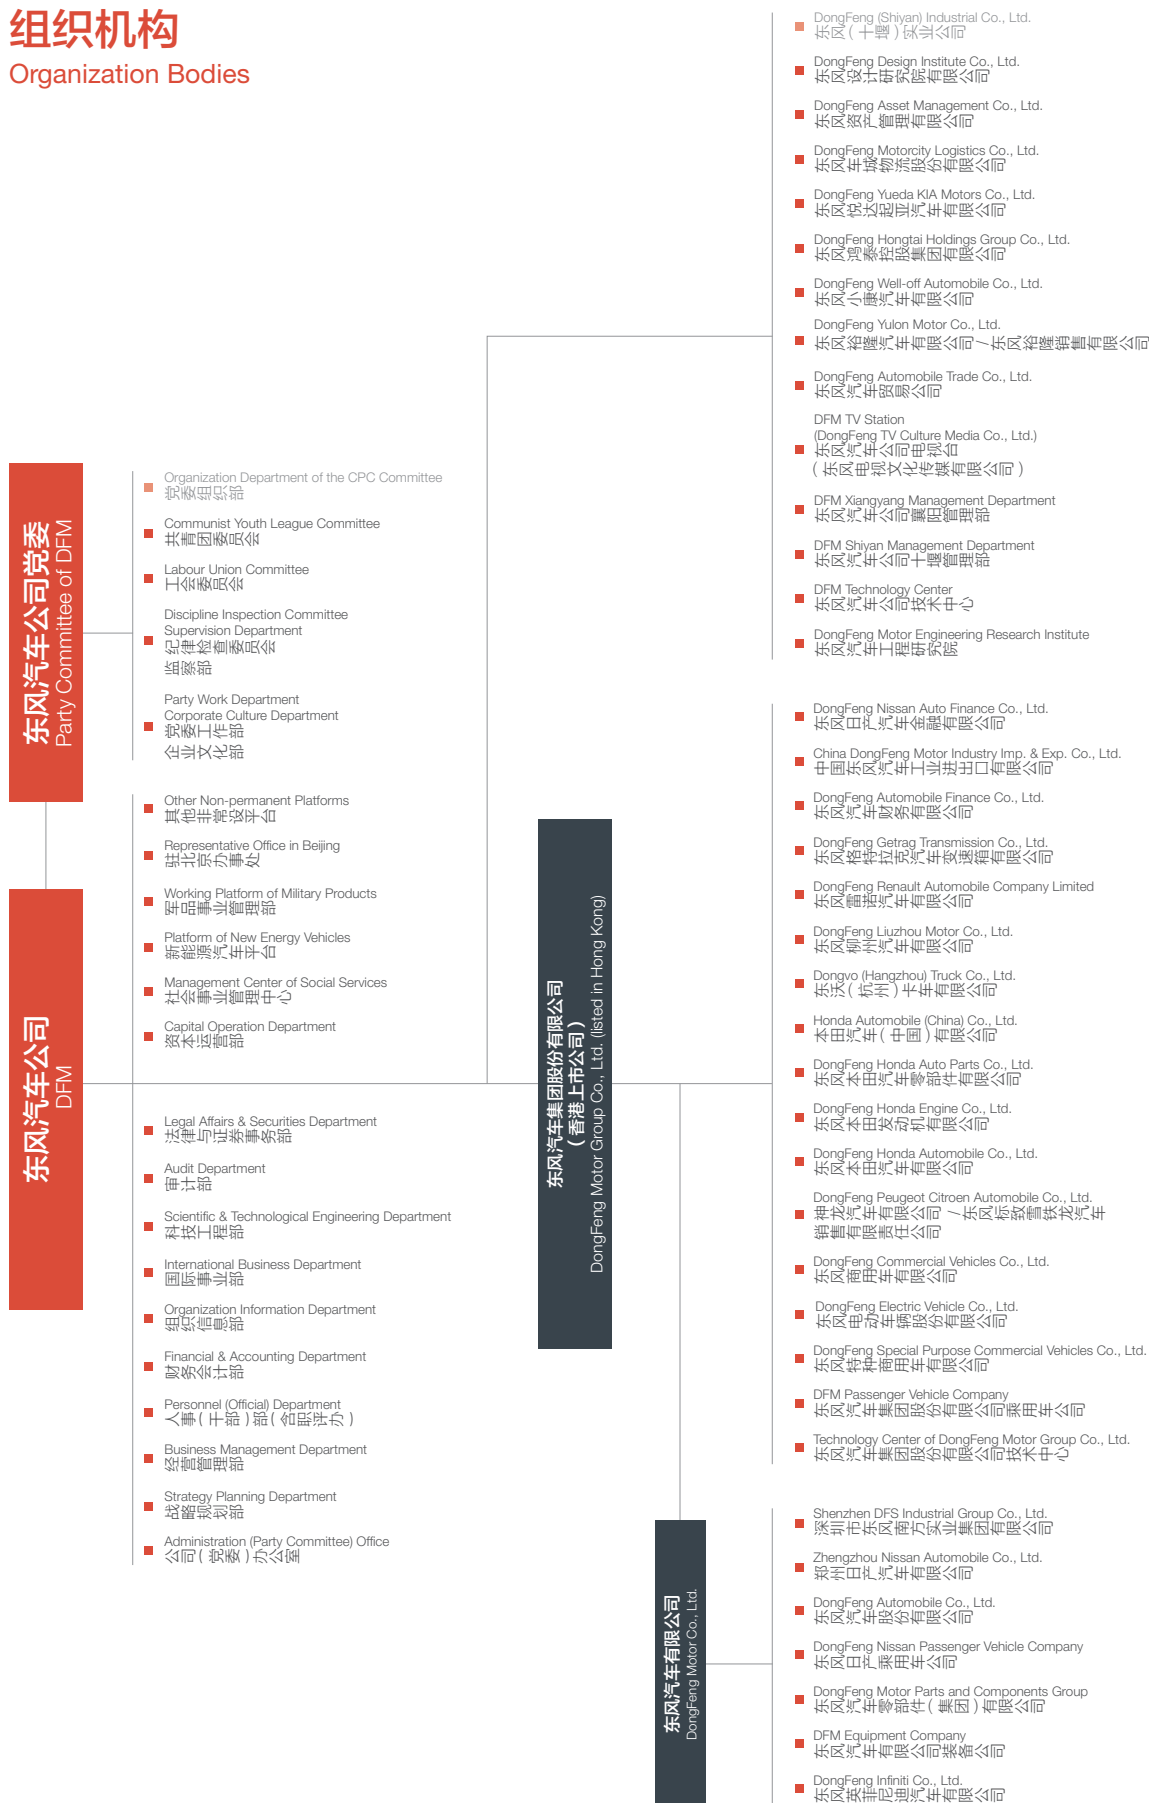 组织机构
Organization Bodies
东风汽车公司党委
Party Committee of DFM
Organization Department of the CPC Committee
党委组织部
Communist Youth League Committee
共青团委员会
Labour Union Committee
工会委员会
Discipline Inspection Committee
Supervision Department
纪律检查委员会
监察部
Party Work Department
Corporate Culture Department
党委工作部
企业文化部
东风汽车公司
DFM
Other Non-permanent Platforms
其他非常设平台
Representative Office in Beijing
驻北京办事处
Working Platform of Military Products
军品事业管理部
Platform of New Energy Vehicles
新能源汽车平台
Management Center of Social Services
社会事业管理中心
Capital Operation Department
资本运营部
Legal Affairs & Securities Department
法律与证券事务部
Audit Department
审计部
Scientific & Technological Engineering Department
科技工程部
International Business Department
国际事业部
Organization Information Department
组织信息部
Financial & Accounting Department
财务会计部
Personnel (Official) Department
人事(干部)部(合职评办)
Business Management Department
经营管理部
Strategy Planning Department
战略规划部
Administration (Party Committee) Office
公司(党委)办公室
东风汽车集团股份有限公司
(香港上市公司)
DongFeng Motor Group Co., Ltd. (listed in Hong Kong)
DongFeng (Shiyan) Industrial Co., Ltd.
东风(十堰)实业公司
DongFeng Design Institute Co., Ltd.
东风设计研究院有限公司
DongFeng Asset Management Co., Ltd.
东风资产管理有限公司
DongFeng Motorcity Logistics Co., Ltd.
东风车城物流股份有限公司
DongFeng Yueda KIA Motors Co., Ltd.
东风悦达起亚汽车有限公司
DongFeng Hongtai Holdings Group Co., Ltd.
东风鸿泰控股集团有限公司
DongFeng Well-off Automobile Co., Ltd.
东风小康汽车有限公司
DongFeng Yulon Motor Co., Ltd.
东风裕隆汽车有限公司/东风裕隆销售有限公司
DongFeng Automobile Trade Co., Ltd.
东风汽车贸易公司
DFM TV Station
(DongFeng TV Culture Media Co., Ltd.)
东风汽车公司电视台
(东风电视文化传媒有限公司)
DFM Xiangyang Management Department
东风汽车公司襄阳管理部
DFM Shiyan Management Department
东风汽车公司十堰管理部
DFM Technology Center
东风汽车公司技术中心
DongFeng Motor Engineering Research Institute
东风汽车工程研究院
DongFeng Nissan Auto Finance Co., Ltd.
东风日产汽车金融有限公司
China DongFeng Motor Industry Imp. & Exp. Co., Ltd.
中国东风汽车工业进出口有限公司
DongFeng Automobile Finance Co., Ltd.
东风汽车财务有限公司
DongFeng Getrag Transmission Co., Ltd.
东风格特拉克汽车变速箱有限公司
DongFeng Renault Automobile Company Limited
东风雷诺汽车有限公司
DongFeng Liuzhou Motor Co., Ltd.
东风柳州汽车有限公司
Dongvo (Hangzhou) Truck Co., Ltd.
东沃(杭州)卡车有限公司
Honda Automobile (China) Co., Ltd.
本田汽车(中国)有限公司
DongFeng Honda Auto Parts Co., Ltd.
东风本田汽车零部件有限公司
DongFeng Honda Engine Co., Ltd.
东风本田发动机有限公司
DongFeng Honda Automobile Co., Ltd.
东风本田汽车有限公司
DongFeng Peugeot Citroen Automobile Co., Ltd.
神龙汽车有限公司 /东风标致雪铁龙汽车
销售有限责任公司
DongFeng Commercial Vehicles Co., Ltd.
东风商用车有限公司
DongFeng Electric Vehicle Co., Ltd.
东风电动车辆股份有限公司
DongFeng Special Purpose Commercial Vehicles Co., Ltd.
东风特种商用车有限公司
DFM Passenger Vehicle Company
东风汽车集团股份有限公司乘用车公司
Technology Center of DongFeng Motor Group Co., Ltd.
东风汽车集团股份有限公司技术中心
东风汽车有限公司
DongFeng Motor Co., Ltd.
Shenzhen DFS Industrial Group Co., Ltd.
深圳市东风南方实业集团有限公司
Zhengzhou Nissan Automobile Co., Ltd.
郑州日产汽车有限公司
DongFeng Automobile Co., Ltd.
东风汽车股份有限公司
DongFeng Nissan Passenger Vehicle Company
东风日产乘用车公司
DongFeng Motor Parts and Components Group
东风汽车零部件(集团)有限公司
DFM Equipment Company
东风汽车有限公司装备公司
DongFeng Infiniti Co., Ltd.
东风英菲尼迪汽车有限公司